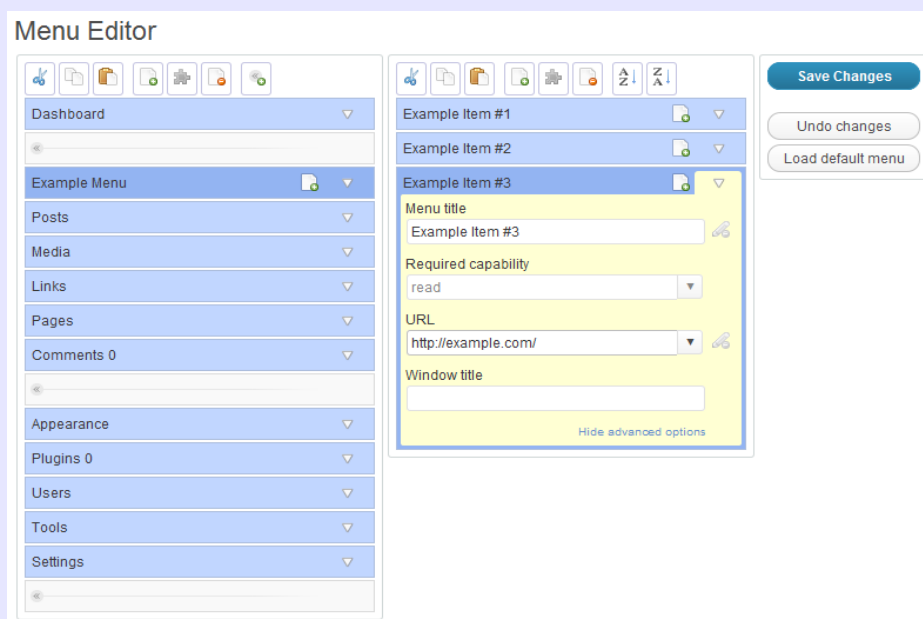 Menu Editor
Dashboard
Example Menu
Posts
Media
Links
Pages
Comments 0
Appearance
Plugins 0
Users
Tools
Settings
A
Z
Z
A
Example Item #1
Example Item #2
Example Item #3
Menu title
Example Item #3
Required capability
read
URL
http://example.com/
Window title
Hide advanced options
Save Changes
Undo changes
Load default menu